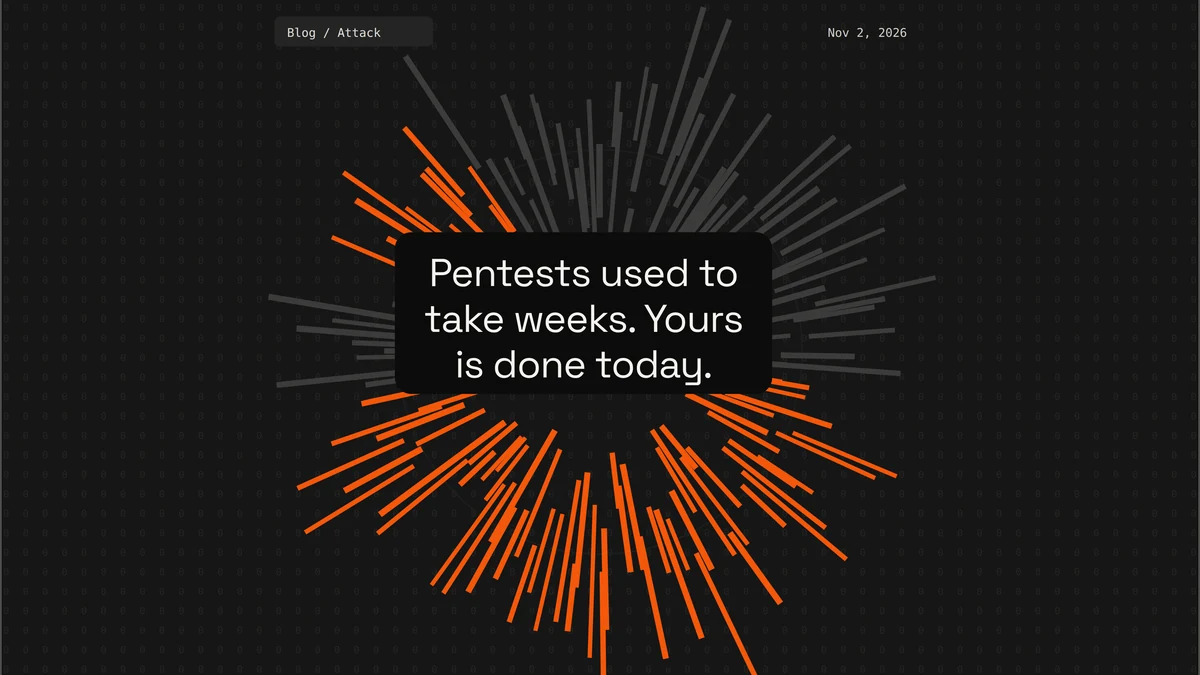 Blog / Attack
Nov 2, 2026
Pentests used to
take weeks. Yours
is done today.